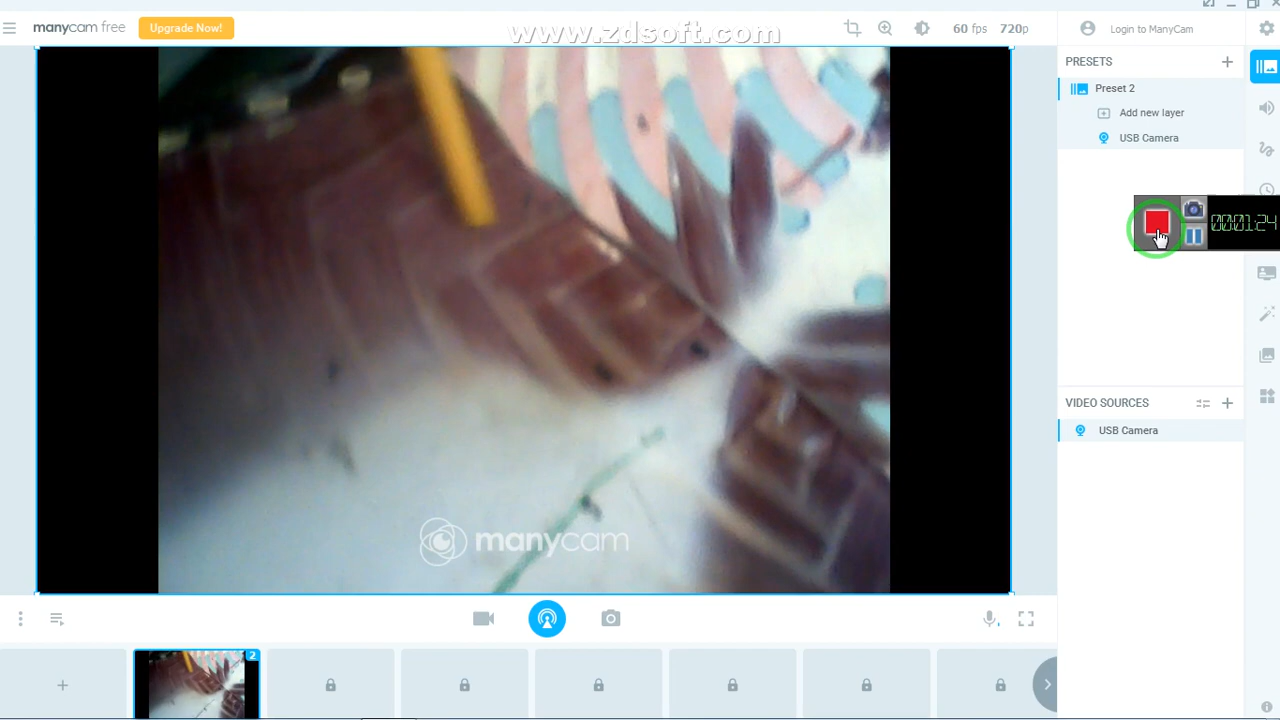 manycam free
Upgrade Now!
www.zdsoft.com
60 fps
720p
Login to ManyCam
PRESETS
Preset 2
Add new layer
USB Camera
00:01:24
VIDEO SOURCES
USB Camera
manycam
2